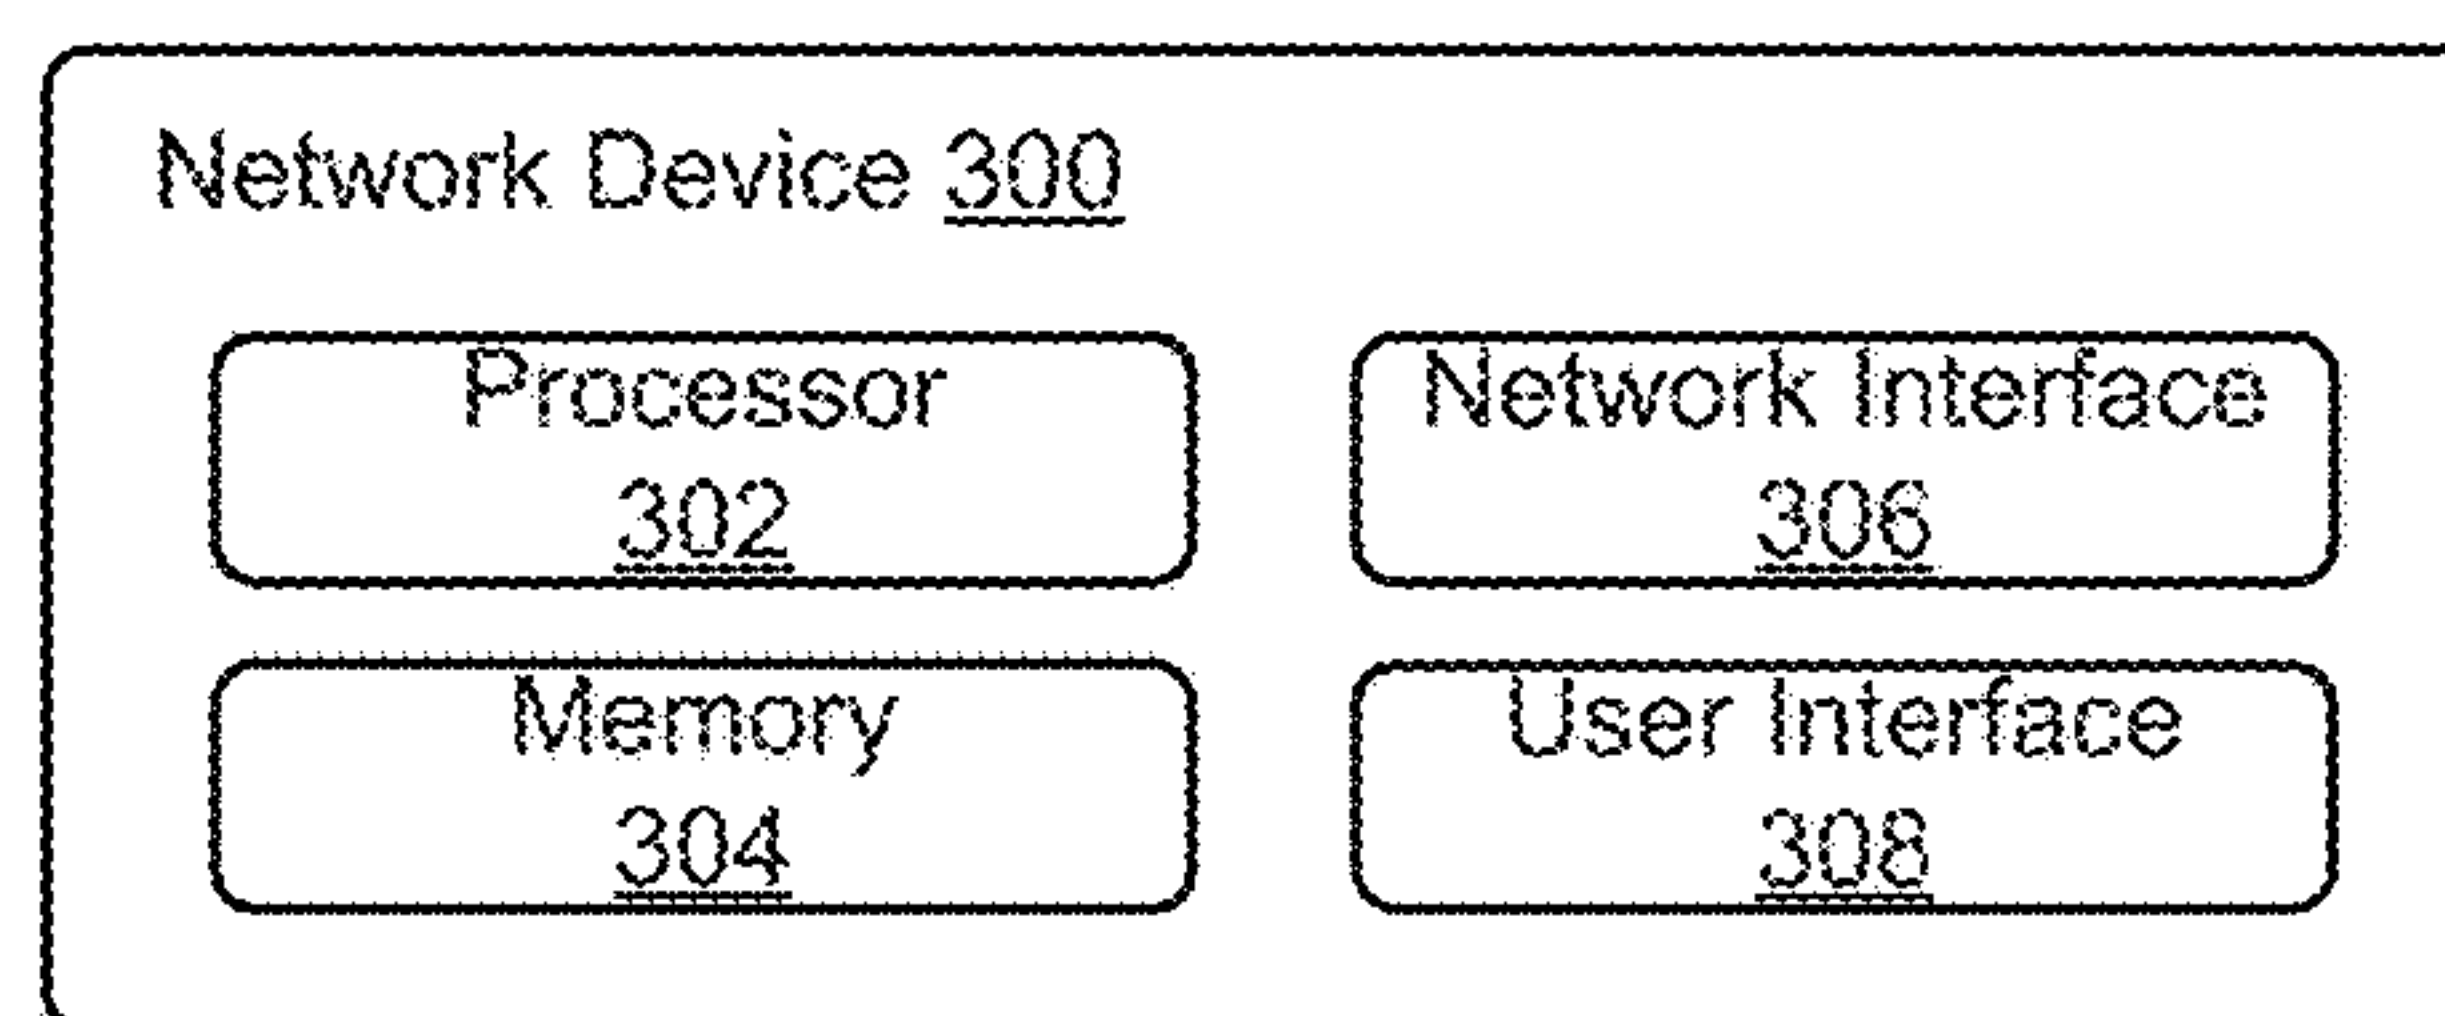 Network Device 300
Processor
302
Network Interface
306
Memory
304
User Interface
308